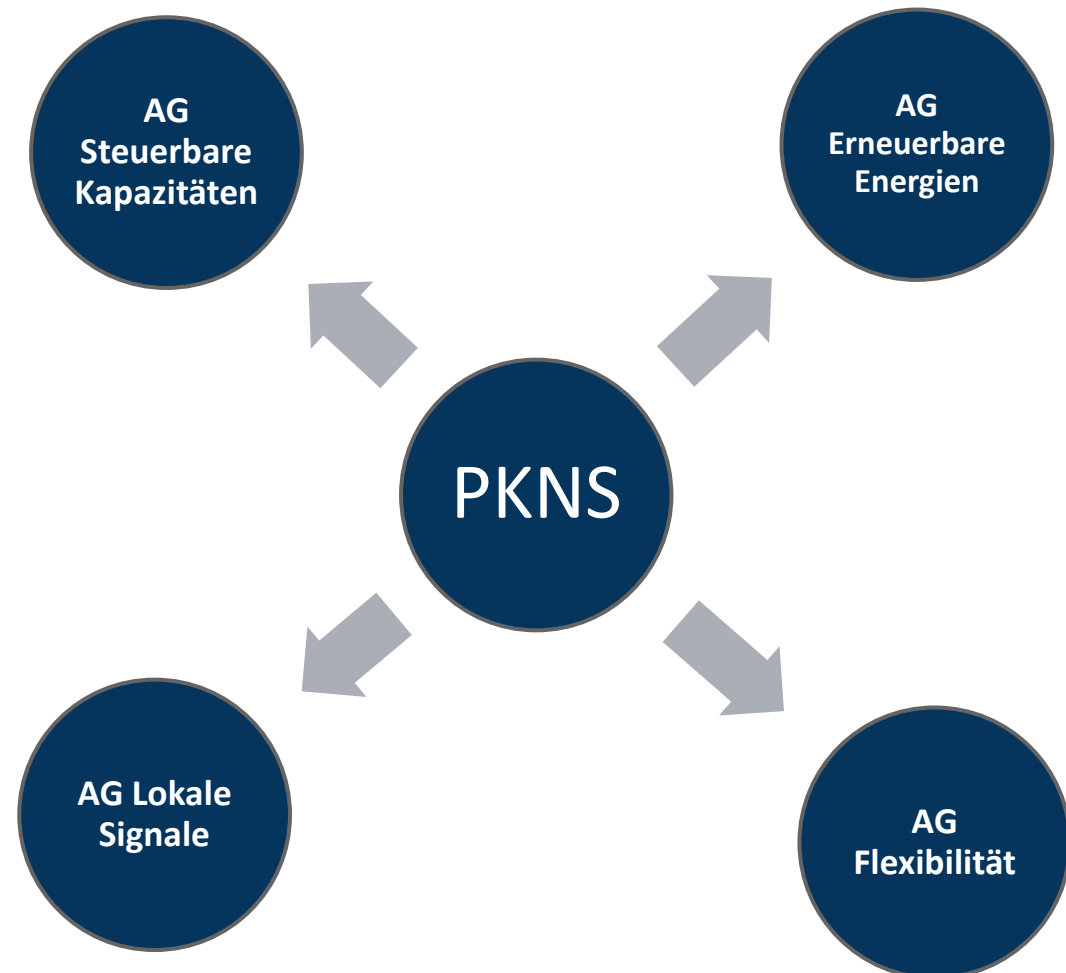 AG
Steuerbare
Kapazitäten
AG
Erneuerbare
Energien
PKNS
AG Lokale
Signale
AG
Flexibilität